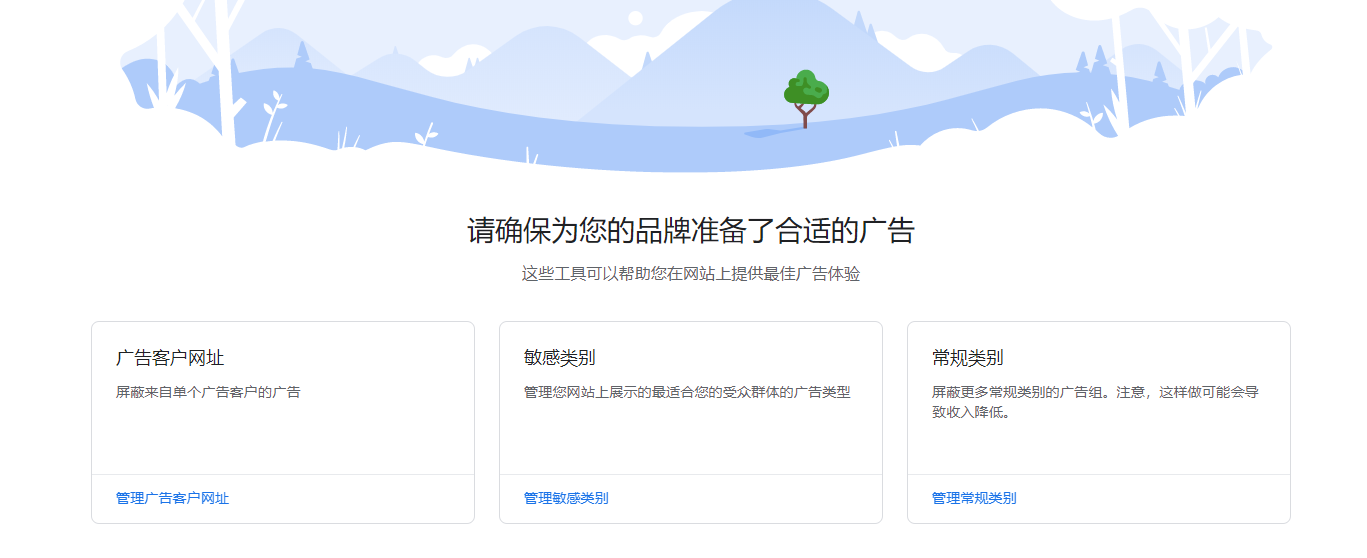 请确保为您的品牌准备了合适的广告
这些工具可以帮助您在网站上提供最佳广告体验
广告客户网址
屏蔽来自单个广告客户的广告
管理广告客户网址
敏感类别
管理您网站上展示的最适合您的受众群体的广告类型
管理敏感类别
常规类别
屏蔽更多常规类别的广告组。注意，这样做可能会导
致收入降低。
管理常规类别